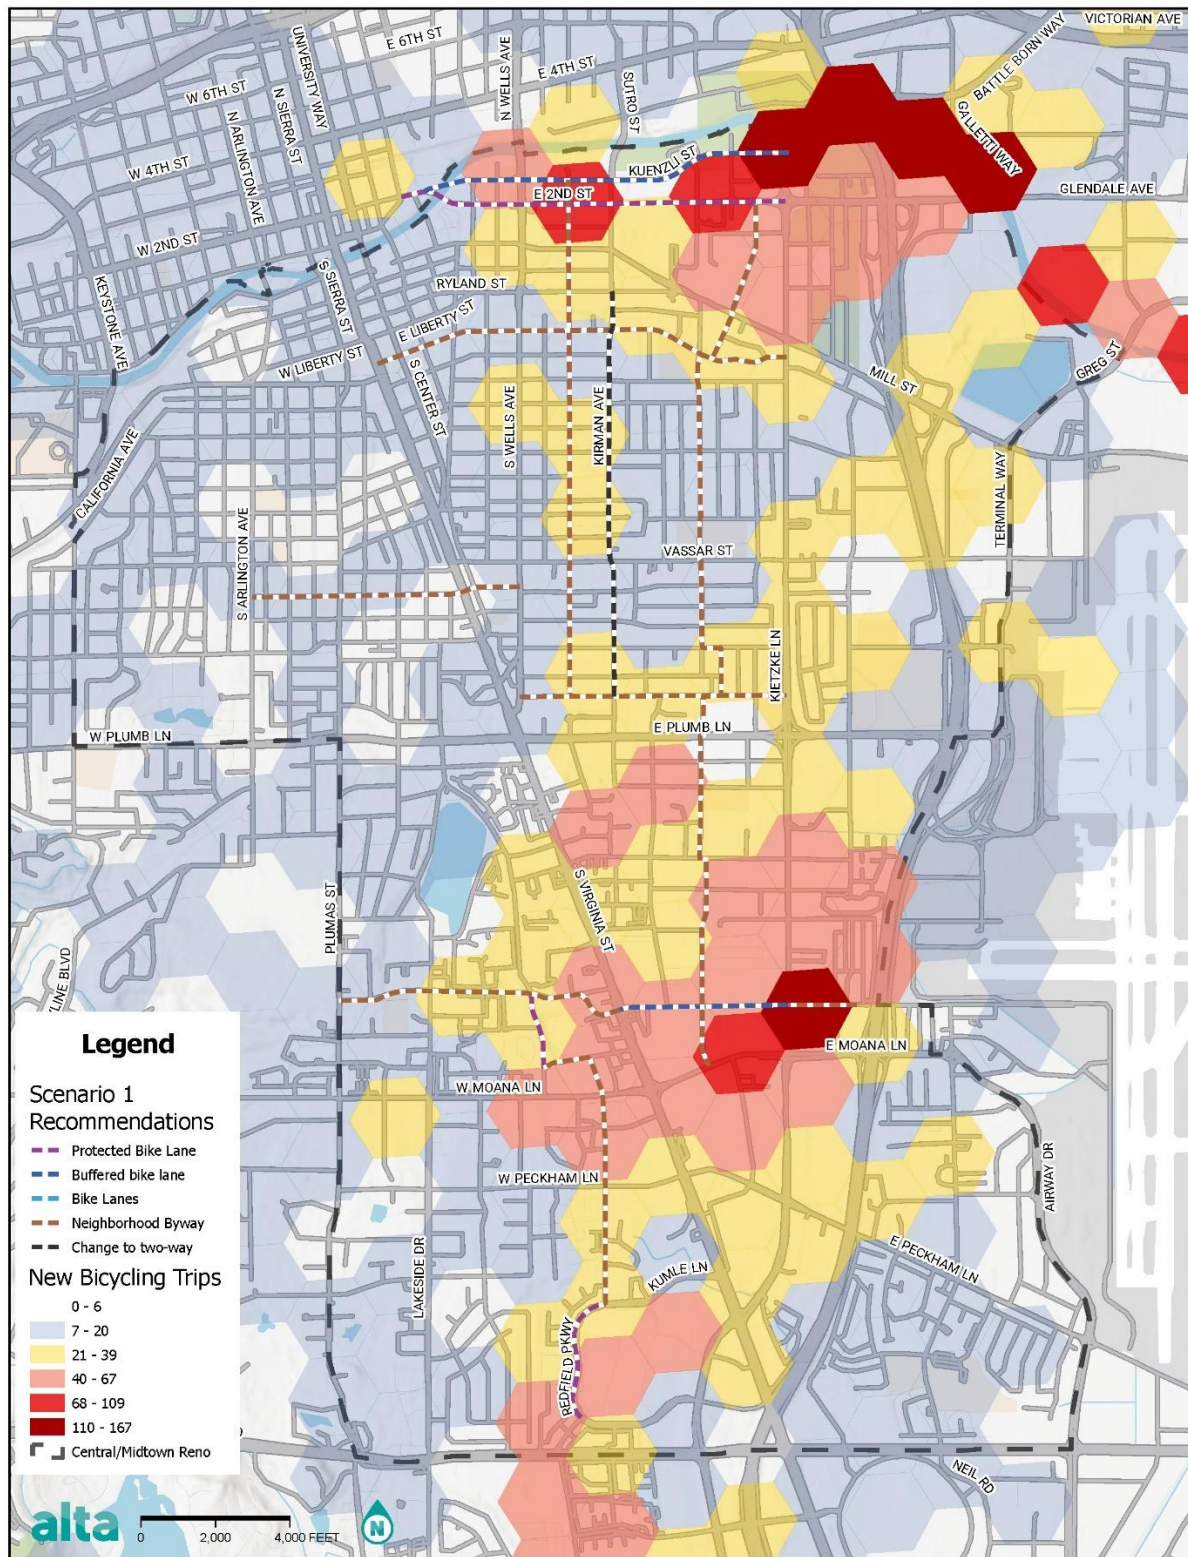 VICTORIAN AVE
E 6TH ST
UNIVERSITY WAY
N WELLS AVE
E 4TH ST
BATTLE BORN WAY
W 6TH ST
N SIERRA ST
SUTRO ST
GALLETTI WAY
N ARLINGTON AVE
W 4TH ST
KUENZLI ST
E 2ND ST
GLENDALE AVE
W 2ND ST
KEYSTONE AVE
S SIERRA ST
RYLAND ST
E LIBERTY ST
W LIBERTY ST
S CENTER ST
MILL ST
GREG ST
S WELLS AVE
KIRMAN AVE
CALIFORNIA AVE
TERMINAL WAY
VASSAR ST
S ARLINGTON AVE
KIETZKE LN
W PLUMB LN
E PLUMB LN
PLUMAS ST
S VIRGINIA ST
LINE BLVD
E MOANA LN
W MOANA LN
W PECKHAM LN
AIRWAY DR
E PECKHAM LN
LAKESIDE DR
KUMLE LN
REDFIELD PKWY
NEIL RD
Legend
Scenario 1
Recommendations
Protected Bike Lane
Buffered bike lane
Bike Lanes
Neighborhood Byway
Change to two-way
New Bicycling Trips
0 - 6
7 - 20
21 - 39
40 - 67
68 - 109
110 - 167
Central/Midtown Reno
alta
0 2,000 4,000 FEET
N